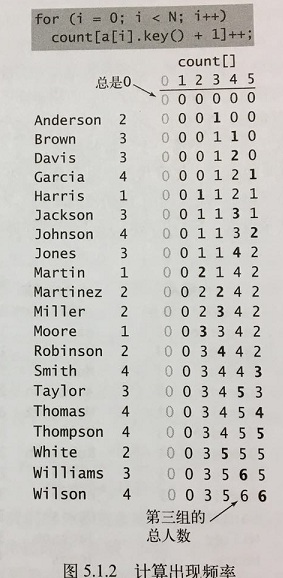 for (i = 0; i < N; i++)
count[a[i].key() + 1]++;
count[]
总是0 0 1 2 3 4 5
0 0 0 0 0 0
Anderson 2 0 0 0 1 0 0
Brown 3 0 0 0 1 1 0
Davis 3 0 0 0 1 2 0
Garcia 4 0 0 0 1 2 1
Harris 1 0 0 1 1 2 1
Jackson 3 0 0 1 1 3 1
Johnson 4 0 0 1 1 3 2
Jones 3 0 0 1 1 4 2
Martin 1 0 0 2 1 4 2
Martinez 2 0 0 2 2 4 2
Miller 2 0 0 2 3 4 2
Moore 1 0 0 3 3 4 2
Robinson 2 0 0 3 4 4 2
Smith 4 0 0 3 4 4 3
Taylor 3 0 0 3 4 5 3
Thomas 4 0 0 3 4 5 4
Thompson 4 0 0 3 4 5 5
White 2 0 0 3 5 5 5
Williams 3 0 0 3 5 6 5
Wilson 4 0 0 3 5 6 6
第三组的
总人数
图 5.1.2 计算出现频率